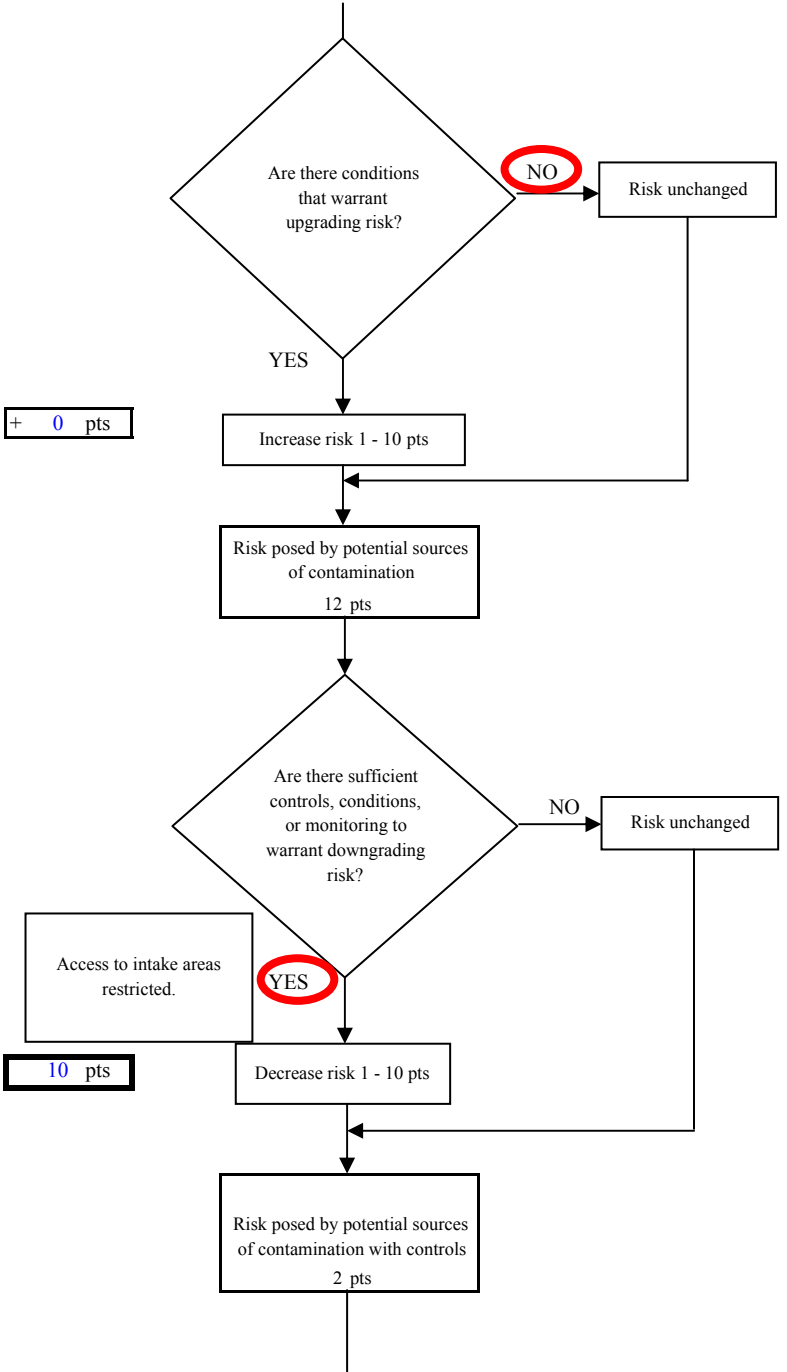 Are there conditions
that warrant
upgrading risk?
NO
Risk unchanged
YES
+ 0 pts
Increase risk 1 - 10 pts
Risk posed by potential sources
of contamination
12 pts
Are there sufficient
controls, conditions,
or monitoring to
warrant downgrading
risk?
NO
Risk unchanged
Access to intake areas
restricted.
YES
10 pts
Decrease risk 1 - 10 pts
Risk posed by potential sources
of contamination with controls
2 pts